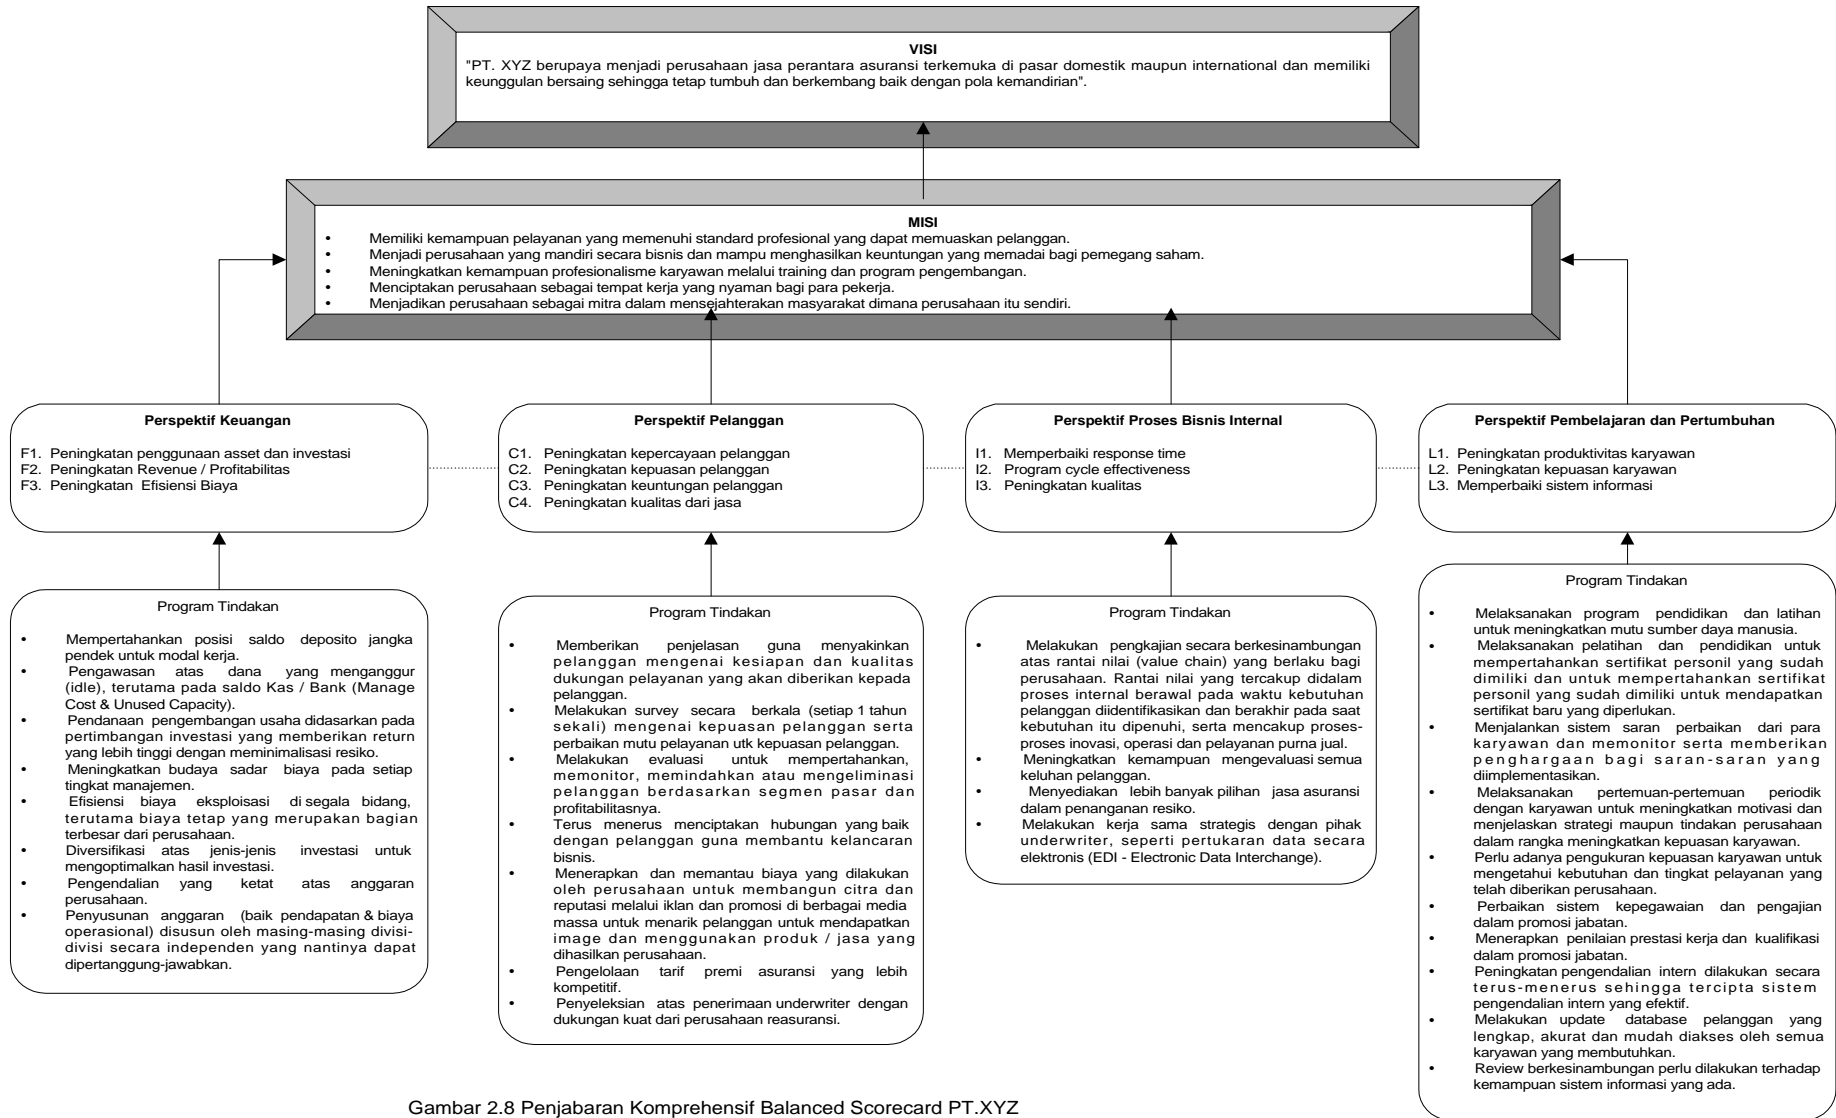 VISI
"PT. XYZ berupaya menjadi perusahaan jasa perantara asuransi terkemuka di pasar domestik maupun international dan memiliki
keunggulan bersaing sehingga tetap tumbuh dan berkembang baik dengan pola kemandirian".
MISI
• Memiliki kemampuan pelayanan yang memenuhi standard profesional yang dapat memuaskan pelanggan.
• Menjadi perusahaan yang mandiri secara bisnis dan mampu menghasilkan keuntungan yang memadai bagi pemegang saham.
• Meningkatkan kemampuan profesionalisme karyawan melalui training dan program pengembangan.
• Menciptakan perusahaan sebagai tempat kerja yang nyaman bagi para pekerja.
• Menjadikan perusahaan sebagai mitra dalam mensejahterakan masyarakat dimana perusahaan itu sendiri.
Perspektif Keuangan
F1. Peningkatan penggunaan asset dan investasi
F2. Peningkatan Revenue / Profitabilitas
F3. Peningkatan Efisiensi Biaya
Perspektif Pelanggan
C1. Peningkatan kepercayaan pelanggan
C2. Peningkatan kepuasan pelanggan
C3. Peningkatan keuntungan pelanggan
C4. Peningkatan kualitas dari jasa
Perspektif Proses Bisnis Internal
I1. Memperbaiki response time
I2. Program cycle effectiveness
I3. Peningkatan kualitas
Perspektif Pembelajaran dan Pertumbuhan
L1. Peningkatan produktivitas karyawan
L2. Peningkatan kepuasan karyawan
L3. Memperbaiki sistem informasi
Program Tindakan
• Mempertahankan posisi saldo deposito jangka
pendek untuk modal kerja.
• Pengawasan atas dana yang menganggur
(idle), terutama pada saldo Kas / Bank (Manage
Cost & Unused Capacity).
• Pendanaan pengembangan usaha didasarkan pada
pertimbangan investasi yang memberikan return
yang lebih tinggi dengan meminimalisasi resiko.
• Meningkatkan budaya sadar biaya pada setiap
tingkat manajemen.
• Efisiensi biaya eksploisasi di segala bidang,
terutama biaya tetap yang merupakan bagian
terbesar dari perusahaan.
• Diversifikasi atas jenis-jenis investasi untuk
mengoptimalkan hasil investasi.
• Pengendalian yang ketat atas anggaran
perusahaan.
• Penyusunan anggaran (baik pendapatan & biaya
operasional) disusun oleh masing-masing divisi-
divisi secara independen yang nantinya dapat
dipertanggung-jawabkan.
Program Tindakan
• Memberikan penjelasan guna menyakinkan
pelanggan mengenai kesiapan dan kualitas
dukungan pelayanan yang akan diberikan kepada
pelanggan.
• Melakukan survey secara berkala (setiap 1 tahun
sekali) mengenai kepuasan pelanggan serta
perbaikan mutu pelayanan utk kepuasan pelanggan.
• Melakukan evaluasi untuk mempertahankan,
memonitor, memindahkan atau mengeliminasi
pelanggan berdasarkan segmen pasar dan
profitabilitasnya.
• Terus menerus menciptakan hubungan yang baik
dengan pelanggan guna membantu kelancaran
bisnis.
• Menerapkan dan memantau biaya yang dilakukan
oleh perusahaan untuk membangun citra dan
reputasi melalui iklan dan promosi di berbagai media
massa untuk menarik pelanggan untuk mendapatkan
image dan menggunakan produk / jasa yang
dihasilkan perusahaan.
• Pengelolaan tarif premi asuransi yang lebih
kompetitif.
• Penyeleksian atas penerimaan underwriter dengan
dukungan kuat dari perusahaan reasuransi.
Program Tindakan
• Melakukan pengkajian secara berkesinambungan
atas rantai nilai (value chain) yang berlaku bagi
perusahaan. Rantai nilai yang tercakup didalam
proses internal berawal pada waktu kebutuhan
pelanggan diidentifikasikan dan berakhir pada saat
kebutuhan itu dipenuhi, serta mencakup proses-
proses inovasi, operasi dan pelayanan purna jual.
• Meningkatkan kemampuan mengevaluasi semua
keluhan pelanggan.
• Menyediakan lebih banyak pilihan jasa asuransi
dalam penanganan resiko.
• Melakukan kerja sama strategis dengan pihak
underwriter, seperti pertukaran data secara
elektronis (EDI - Electronic Data Interchange).
Program Tindakan
• Melaksanakan program pendidikan dan latihan
untuk meningkatkan mutu sumber daya manusia.
• Melaksanakan pelatihan dan pendidikan untuk
mempertahankan sertifikat personil yang sudah
dimiliki dan untuk mempertahankan sertifikat
personil yang sudah dimiliki untuk mendapatkan
sertifikat baru yang diperlukan.
• Menjalankan sistem saran perbaikan dari para
karyawan dan memonitor serta memberikan
penghargaan bagi saran-saran yang
diimplementasikan.
• Melaksanakan pertemuan-pertemuan periodik
dengan karyawan untuk meningkatkan motivasi dan
menjelaskan strategi maupun tindakan perusahaan
dalam rangka meningkatkan kepuasan karyawan.
• Perlu adanya pengukuran kepuasan karyawan untuk
mengetahui kebutuhan dan tingkat pelayanan yang
telah diberikan perusahaan.
• Perbaikan sistem kepegawaian dan pengajian
dalam promosi jabatan.
• Menerapkan penilaian prestasi kerja dan kualifikasi
dalam promosi jabatan.
• Peningkatan pengendalian intern dilakukan secara
terus-menerus sehingga tercipta sistem
pengendalian intern yang efektif.
• Melakukan update database pelanggan yang
lengkap, akurat dan mudah diakses oleh semua
karyawan yang membutuhkan.
• Review berkesinambungan perlu dilakukan terhadap
kemampuan sistem informasi yang ada.
Gambar 2.8 Penjabaran Komprehensif Balanced Scorecard PT.XYZ